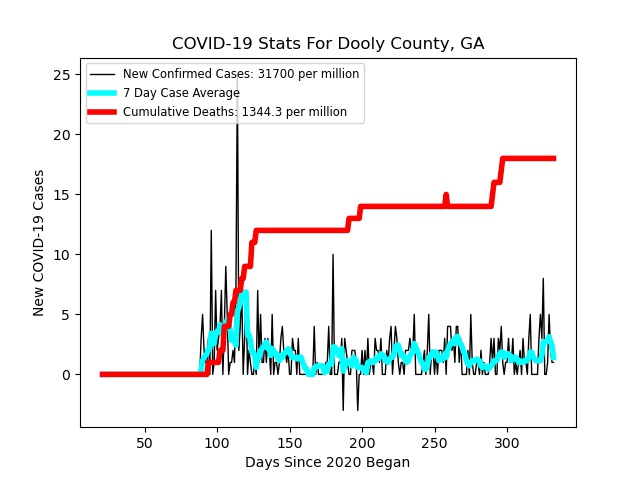 COVID-19 Stats For Dooly County, GA
New Confirmed Cases: 31700 per million
7 Day Case Average
Cumulative Deaths: 1344.3 per million
New COVID-19 Cases
25
20
15
10
5
0
50 100 150 200 250 300
Days Since 2020 Began